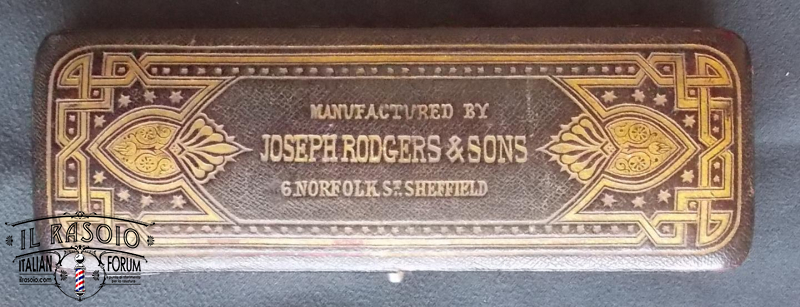 MANUFACTURED BY
JOSEPH RODGERS & SONS
6 NORFOLK ST. SHEFFIELD
IL RASOIO
ITALIAN FORUM
ilrasoio.com